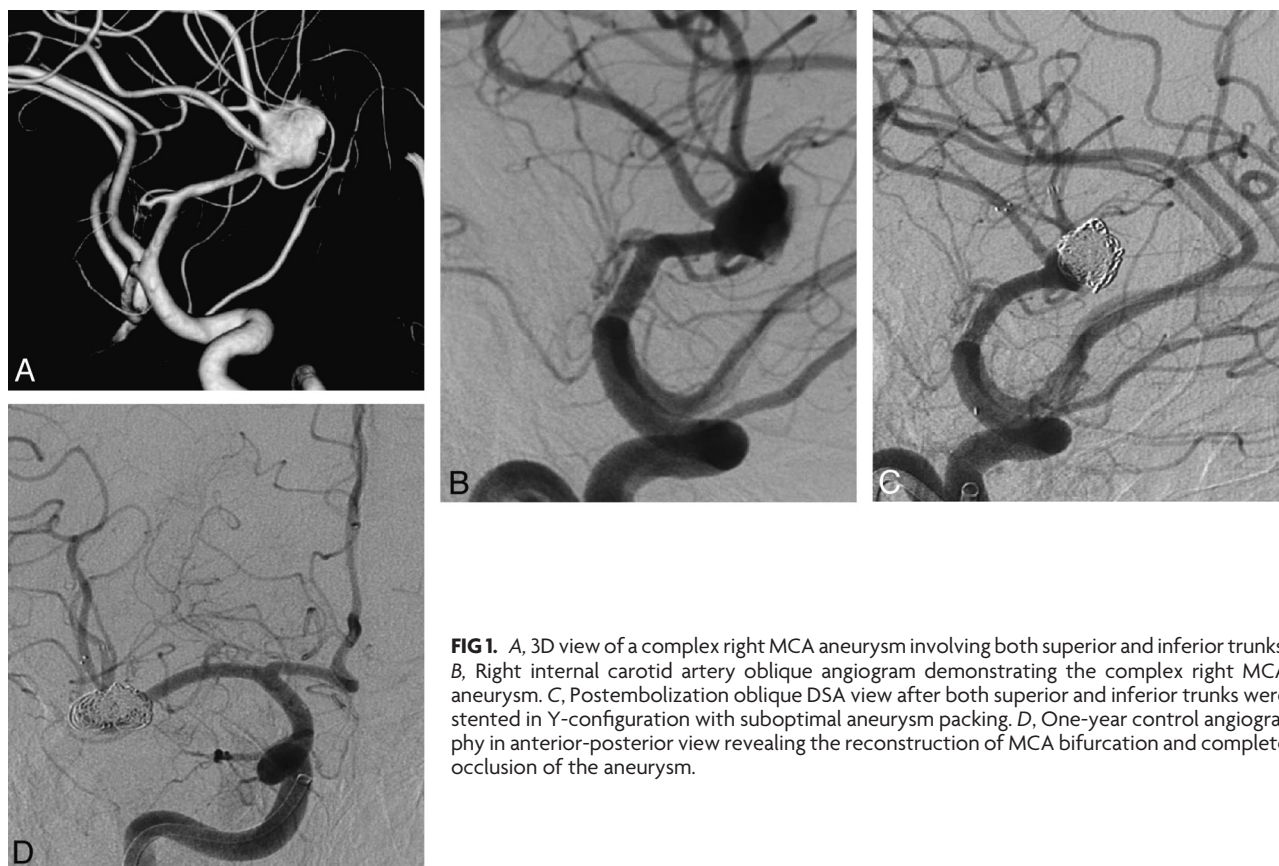 A
B
C
D
FIG 1. A, 3D view of a complex right MCA aneurysm involving both superior and inferior trunks
B, Right internal carotid artery oblique angiogram demonstrating the complex right MCA
aneurysm. C, Postembolization oblique DSA view after both superior and inferior trunks were
stented in Y-configuration with suboptimal aneurysm packing. D, One-year control angiogra
phy in anterior-posterior view revealing the reconstruction of MCA bifurcation and complete
occlusion of the aneurysm.